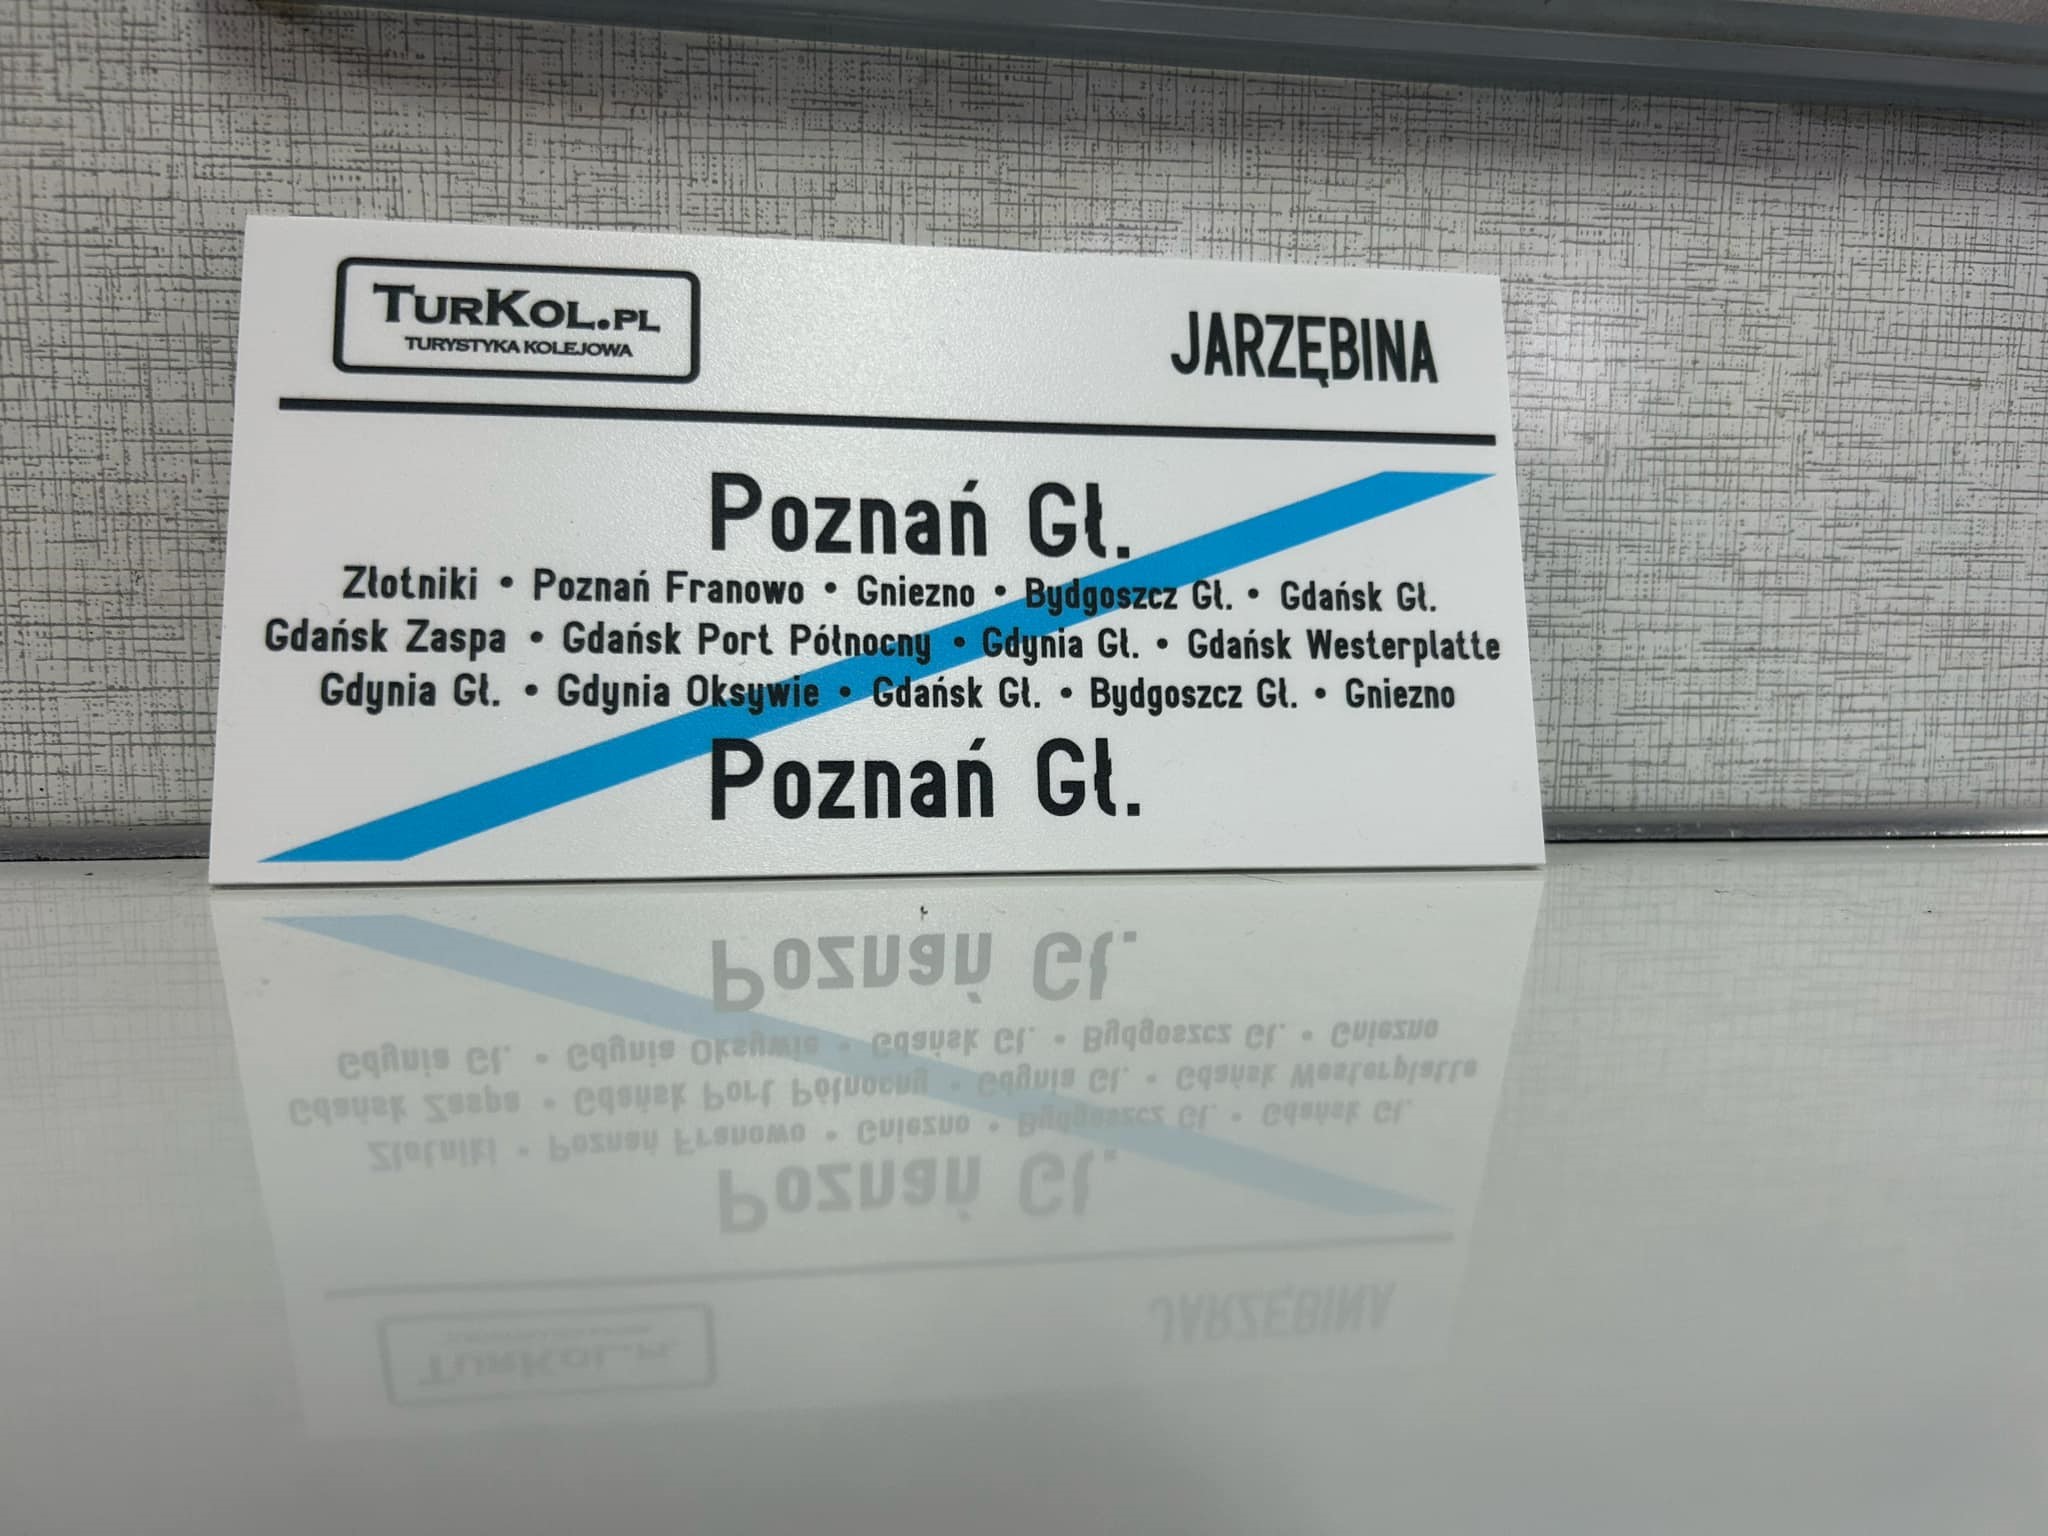 TURKOL.PL
TURYSTYKA KOLEJOWA
JARZĘBINA
Poznań Gł.
Złotniki • Poznań Franowo • Gniezno • Bydgoszcz Gł. • Gdańsk Gł.
Gdańsk Zaspa • Gdańsk Port Północny • Gdynia Gł. • Gdańsk Westerplatte
Gdynia Gł. • Gdynia Oksywie • Gdańsk Gł. • Bydgoszcz Gł. • Gniezno
Poznań Gł.